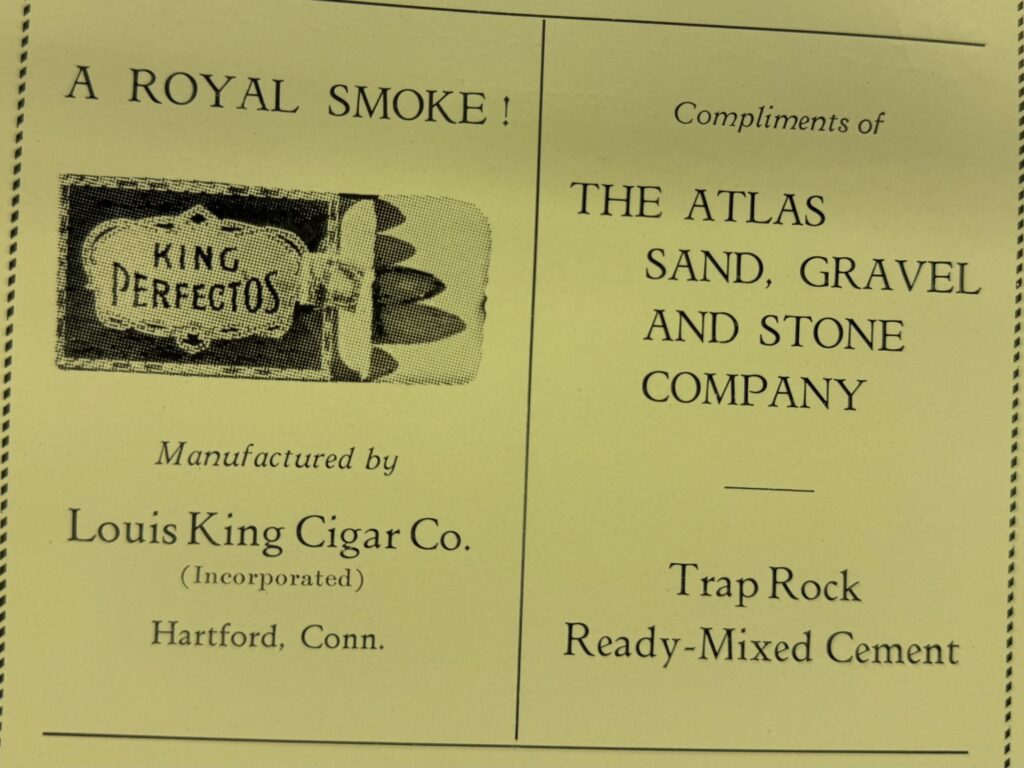 A ROYAL SMOKE!
KING
PERFECTOS
Manufactured by
Louis King Cigar Co.
(Incorporated)
Hartford, Conn.
Compliments of
THE ATLAS
SAND, GRAVEL
AND STONE
COMPANY
Trap Rock
Ready-Mixed Cement